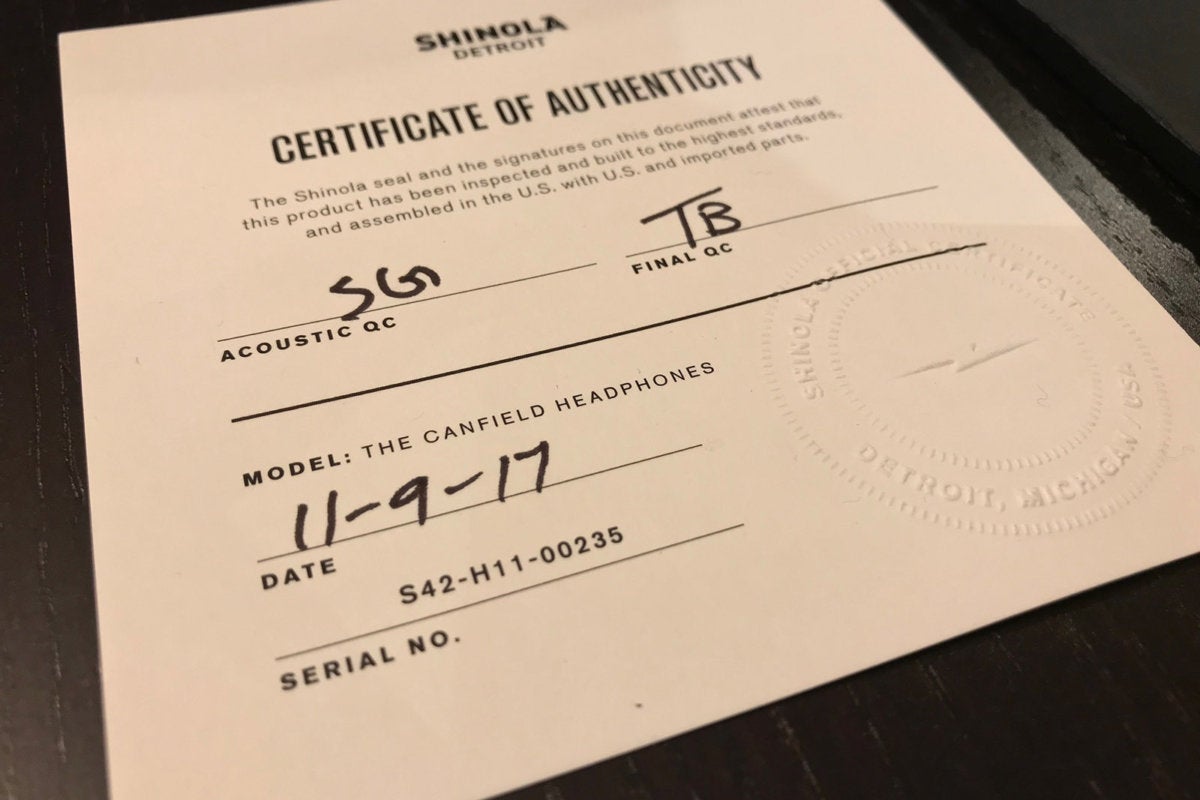 SHINOLA
DETROIT
CERTIFICATE OF AUTHENTICITY
The Shinola seal and the signatures on this document attest that
this product has been inspected and built to the highest standards,
and assembled in the U.S. with U.S. and imported parts.
SG
ACOUSTIC QC
TB
FINAL QC
MODEL: THE CANFIELD HEADPHONES
11-9-17
DATE
S42-H11-00235
SERIAL NO.
SHINOLA OFFICIAL CERTIFICATE
DETROIT, MICHIGAN / USA